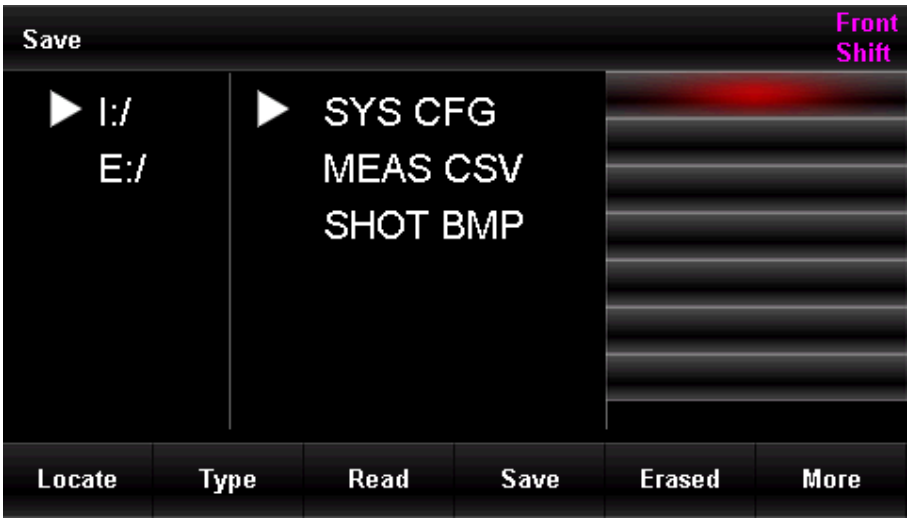 Save
Front
Shift
I:/
E:/
SYS CFG
MEAS CSV
SHOT BMP
Locate Type Read Save Erased More